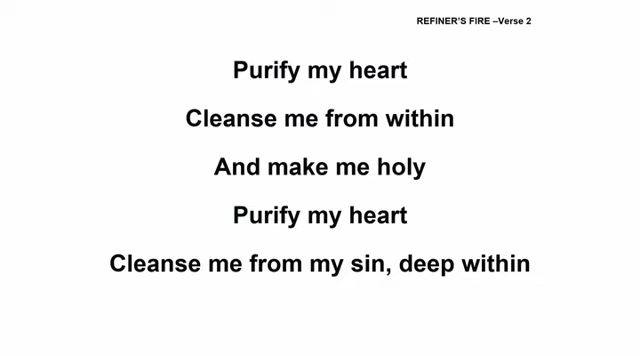 REFINER'S FIRE –Verse 2
Purify my heart
Cleanse me from within
And make me holy
Purify my heart
Cleanse me from my sin, deep within